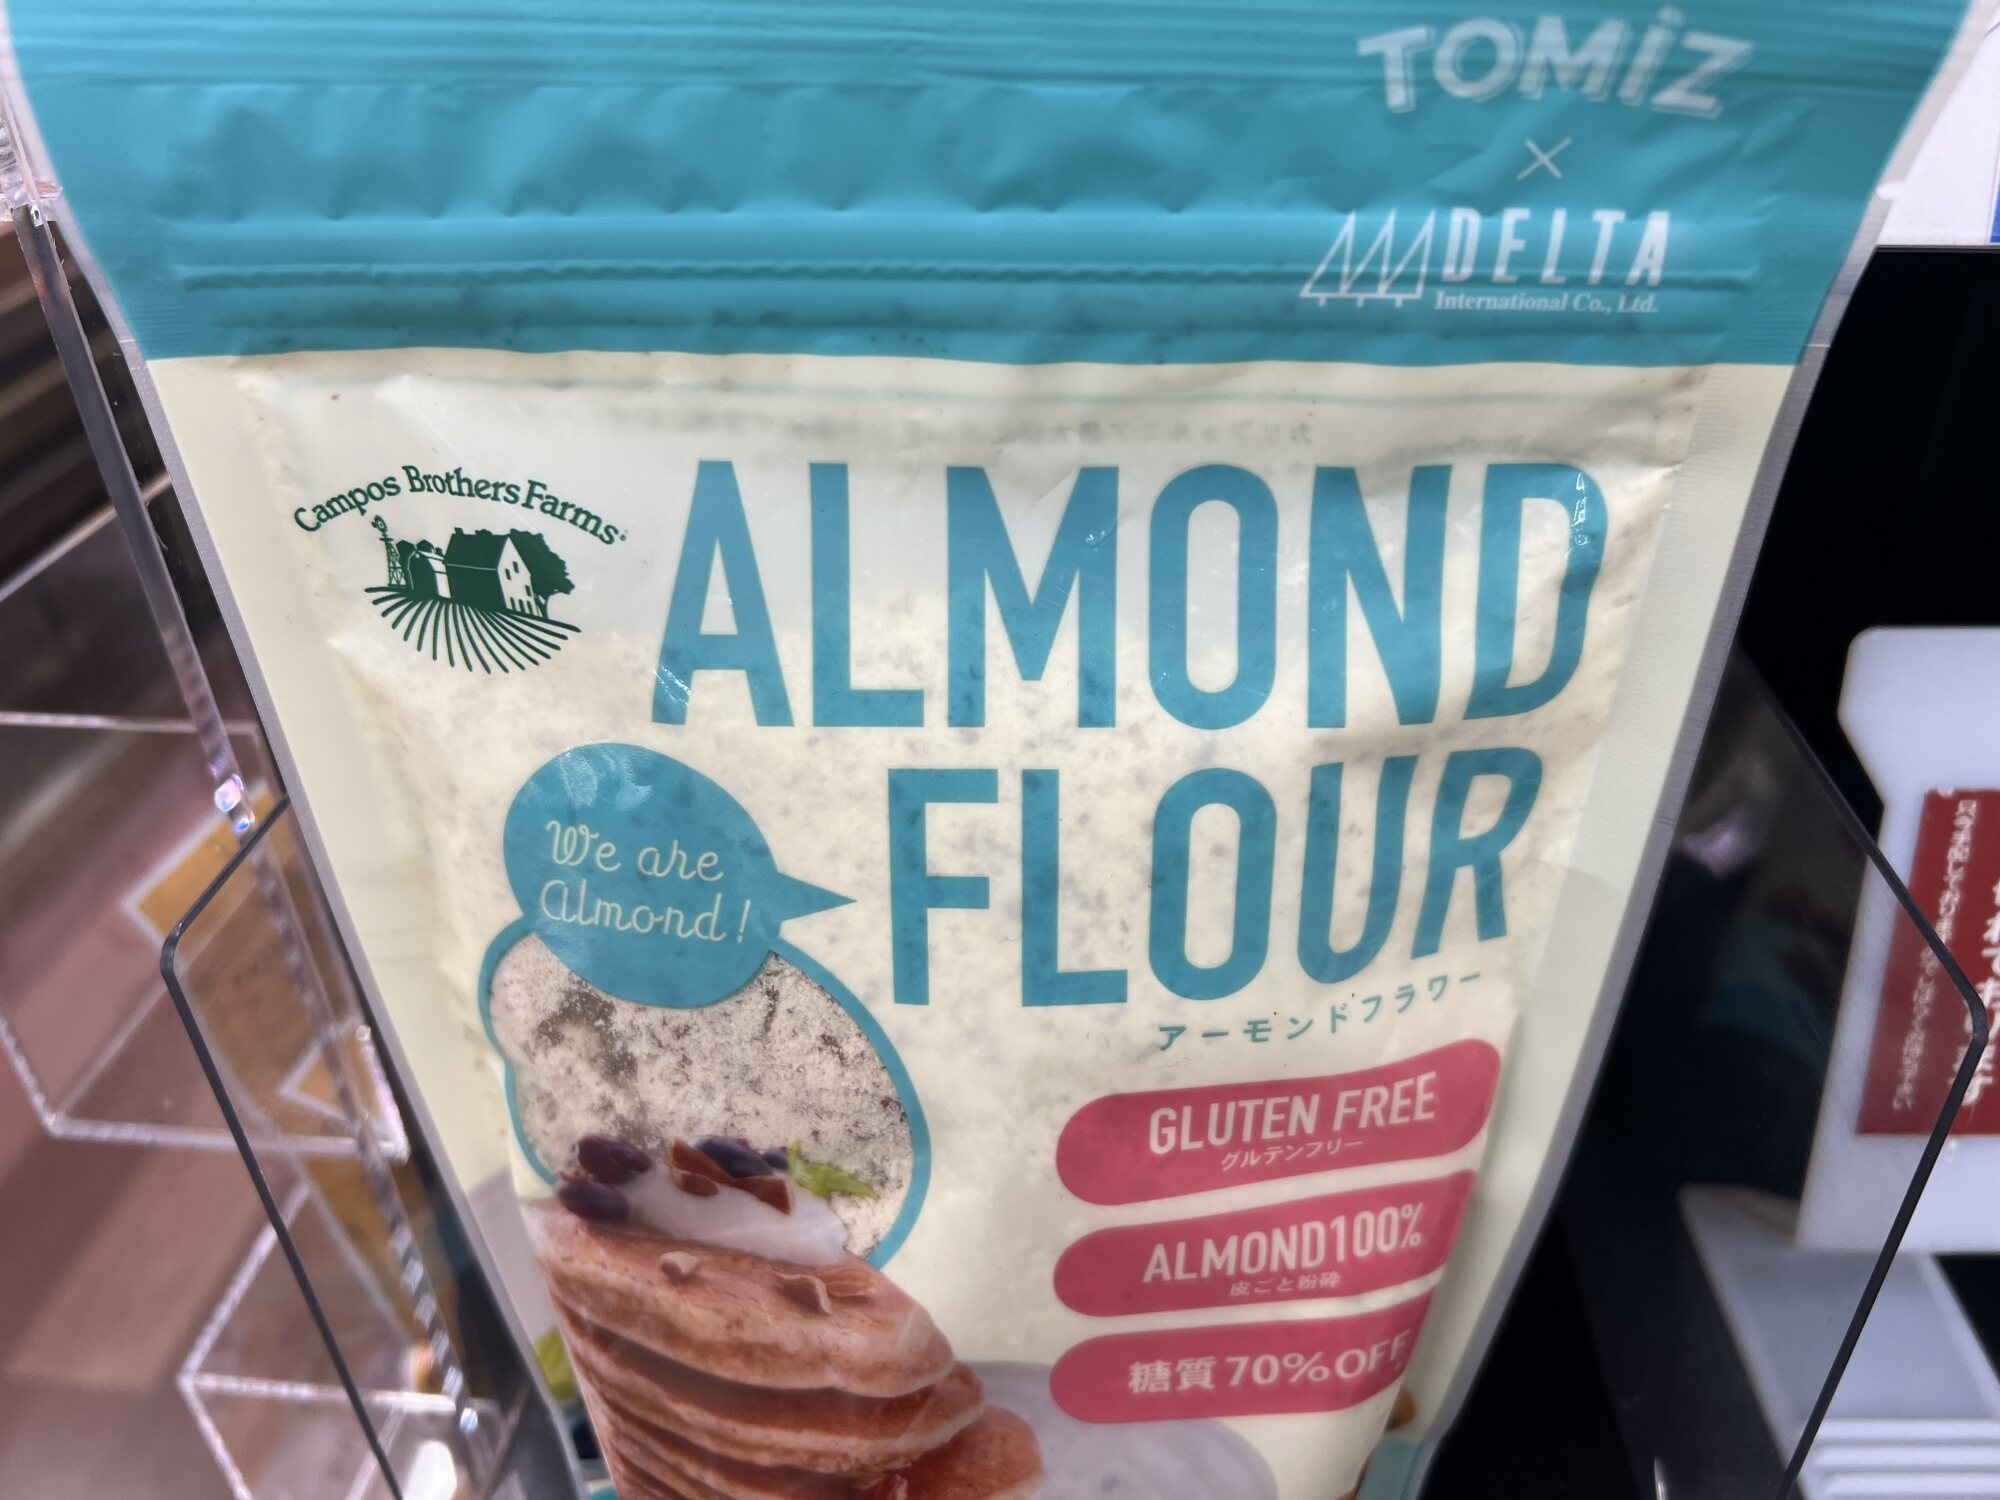 TOMIZ
×
DELTA
International Co., Ltd.
Campos Brothers Farms
ALMOND
FLOUR
アーモンドフラワー
We are
almond!
GLUTEN FREE
グルテンフリー
ALMOND100%
皮ごと粉砕
糖質70%OFF